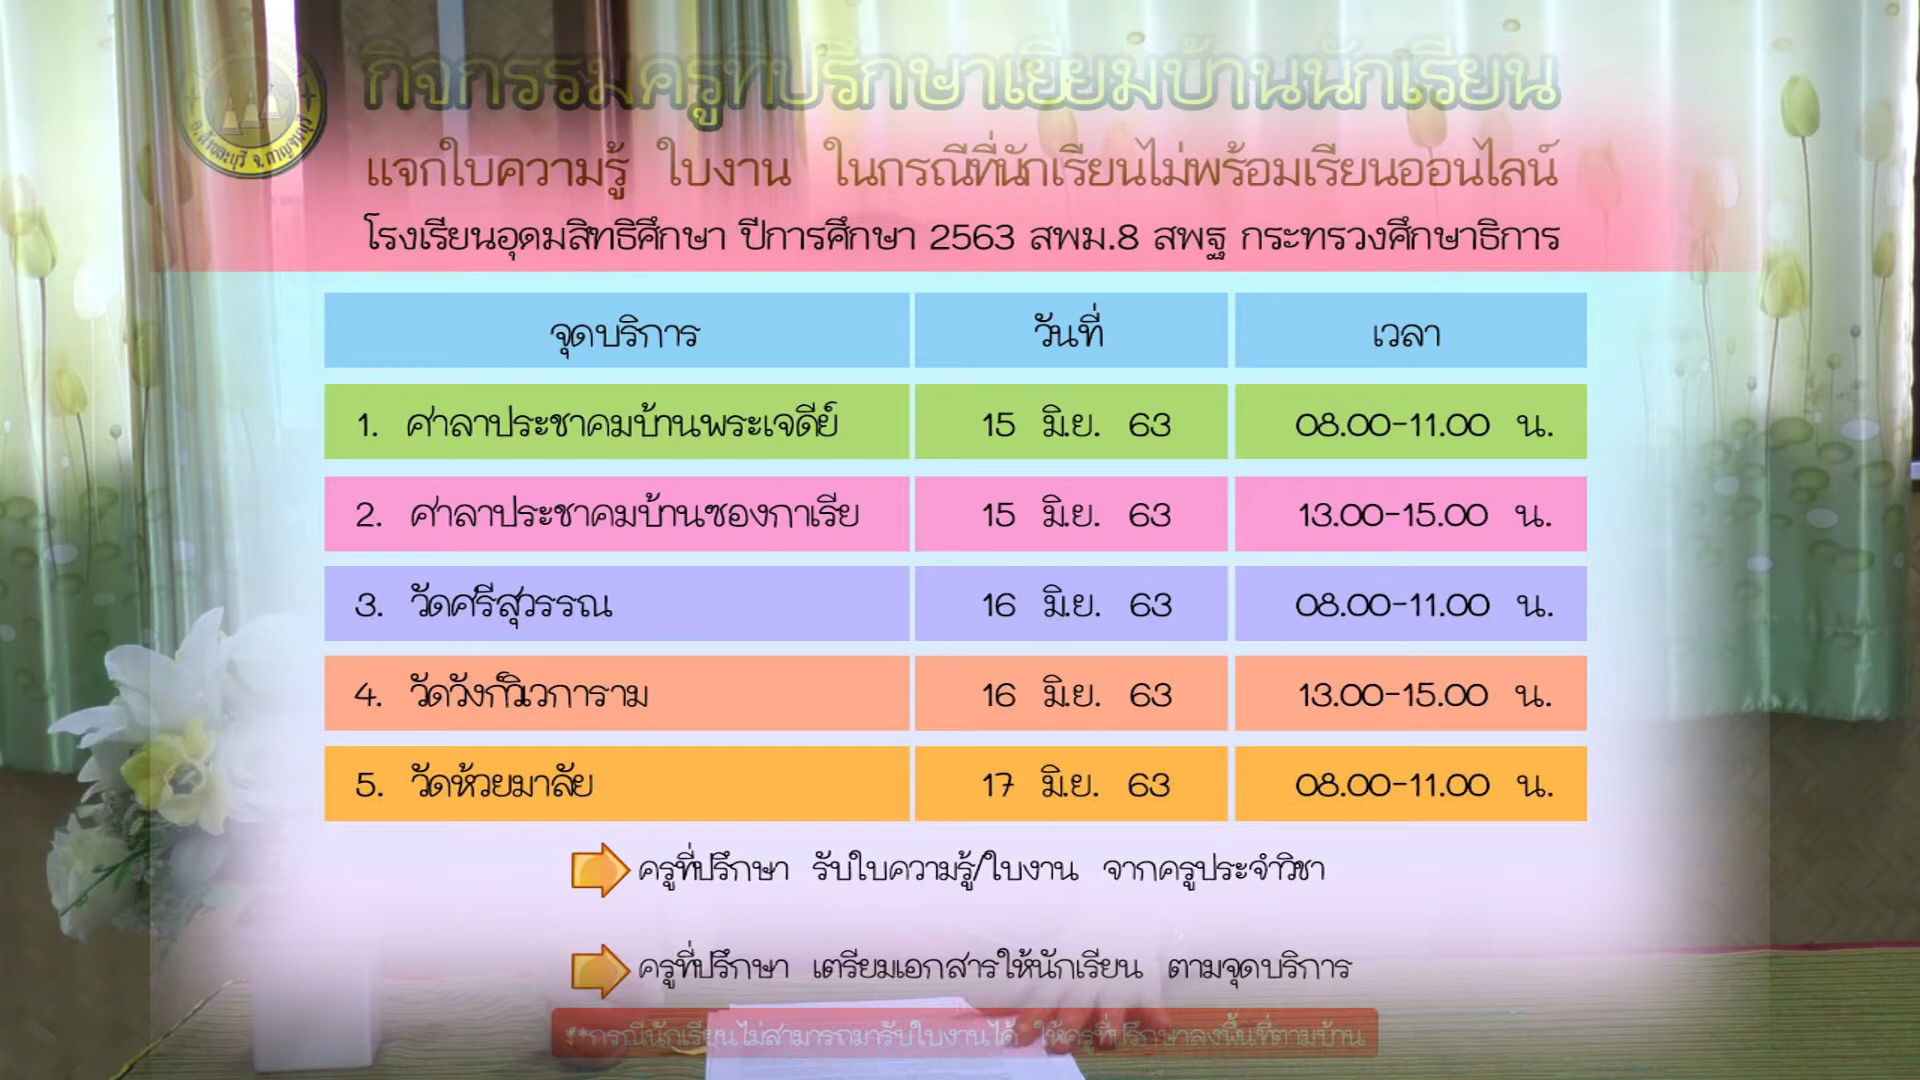 กิจกรรมครูที่ปรึกษาเยี่ยมบ้านนักเรียน
แจกใบความรู้ ใบงาน ในกรณีที่นักเรียนไม่พร้อมเรียนออนไลน์
โรงเรียนอุดมสิทธิศึกษา ปีการศึกษา 2563 สพม.8 สพฐ กระทรวงศึกษาธิการ
อ.สังขละบุรี จ.กาญจนบุรี
จุดบริการ วันที่ เวลา
1. ศาลาประชาคมบ้านพระเจดีย์ 15 มิ.ย. 63 08.00-11.00 น.
2. ศาลาประชาคมบ้านซองกาเรีย 15 มิ.ย. 63 13.00-15.00 น.
3. วัดศรีสุวรรณ 16 มิ.ย. 63 08.00-11.00 น.
4. วัดวังก์วิเวการาม 16 มิ.ย. 63 13.00-15.00 น.
5. วัดห้วยมาลัย 17 มิ.ย. 63 08.00-11.00 น.
ครูที่ปรึกษา รับใบความรู้/ใบงาน จากครูประจำวิชา
ครูที่ปรึกษา เตรียมเอกสารให้นักเรียน ตามจุดบริการ
**กรณีนักเรียนไม่สามารถมารับใบงานได้ ให้ครูที่ปรึกษาลงพื้นที่ตามบ้าน